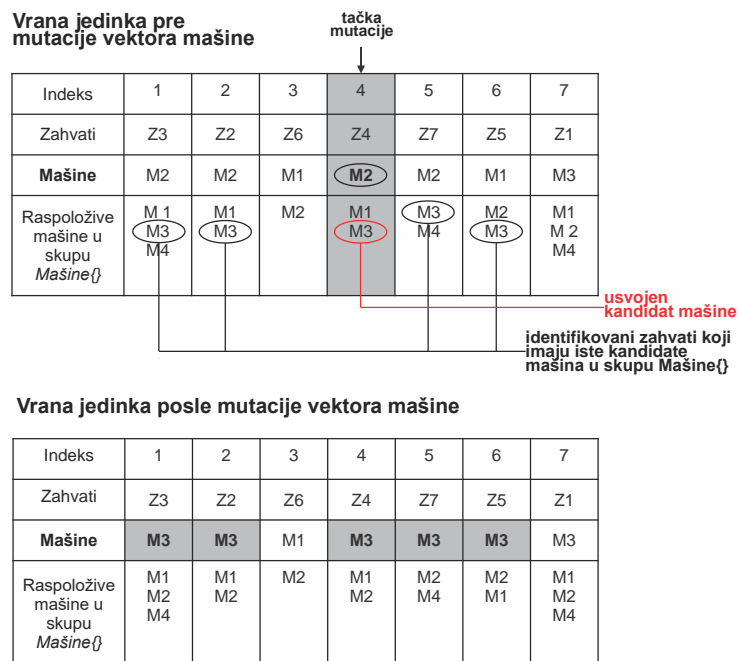 Vrana jedinka pre
mutacije vektora mašine
tačka
mutacije
Indeks 1 2 3 4 5 6 7
Zahvati Z3 Z2 Z6 Z4 Z7 Z5 Z1
Mašine M2 M2 M1 M2 M2 M1 M3
Raspoložive M 1 M1 M2 M1 M3 M2 M1
mašine u M3 M3 M3 M4 M3 M 2
skupu M4 M4
Mašine{}
usvojen
kandidat mašine
identifikovani zahvati koji
imaju iste kandidate
mašina u skupu Mašine{}
Vrana jedinka posle mutacije vektora mašine
Indeks 1 2 3 4 5 6 7
Zahvati Z3 Z2 Z6 Z4 Z7 Z5 Z1
Mašine M3 M3 M1 M3 M3 M3 M3
Raspoložive M1 M1 M2 M1 M2 M2 M1
mašine u M2 M2 M2 M4 M1 M2
skupu M4 M4
Mašine{}